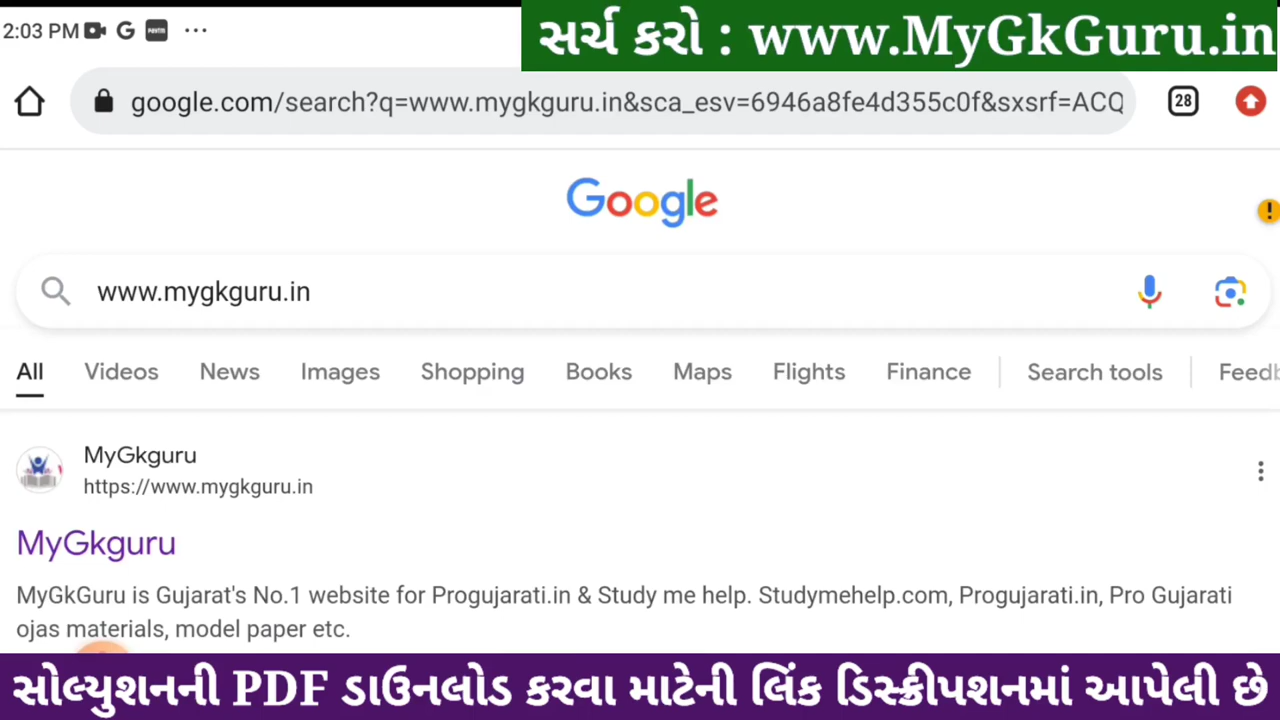 2:03 PM G Paytm ...
સર્ચ કરો : www.MyGkGuru.in
google.com/search?q=www.mygkguru.in&sca_esv=6946a8fe4d355c0f&sxsrf=ACQ
28
Google
www.mygkguru.in
All Videos News Images Shopping Books Maps Flights Finance Search tools Feedb
MyGkguru
https://www.mygkguru.in
MyGkguru
MyGkGuru is Gujarat's No.1 website for Progujarati.in & Study me help. Studymehelp.com, Progujarati.in, Pro Gujarati
ojas materials, model paper etc.
સોલ્યુશનની PDF ડાઉનલોડ કરવા માટેની લિંક ડિસ્ક્રીપશનમાં આપેલી છે